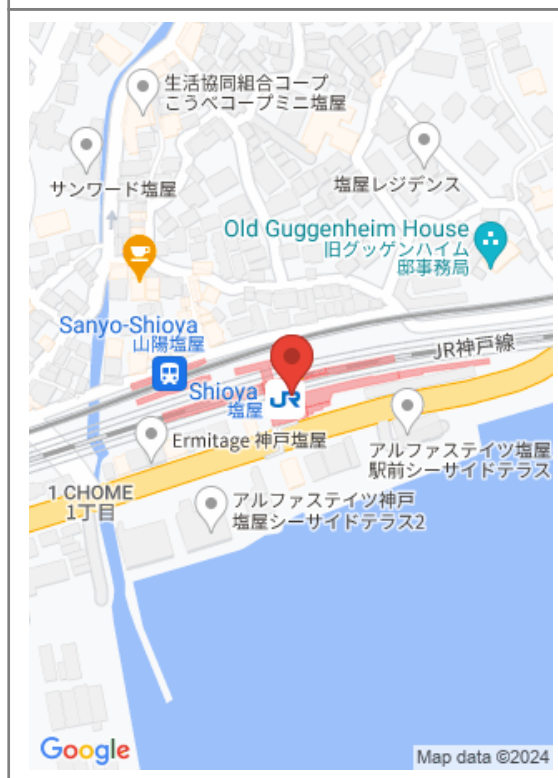 生活協同組合コープ
こうべコープミニ塩屋
サンワード塩屋
塩屋レジデンス
Old Guggenheim House
旧グッゲンハイム
邸事務局
Sanyo-Shioya
山陽塩屋
JR神戸線
Shioya
塩屋
JR
Ermitage 神戸塩屋
アルファステイツ塩屋
駅前シーサイドテラス
1 CHOME
1丁目
アルファステイツ神戸
塩屋シーサイドテラス2
Google
Map data ©2024